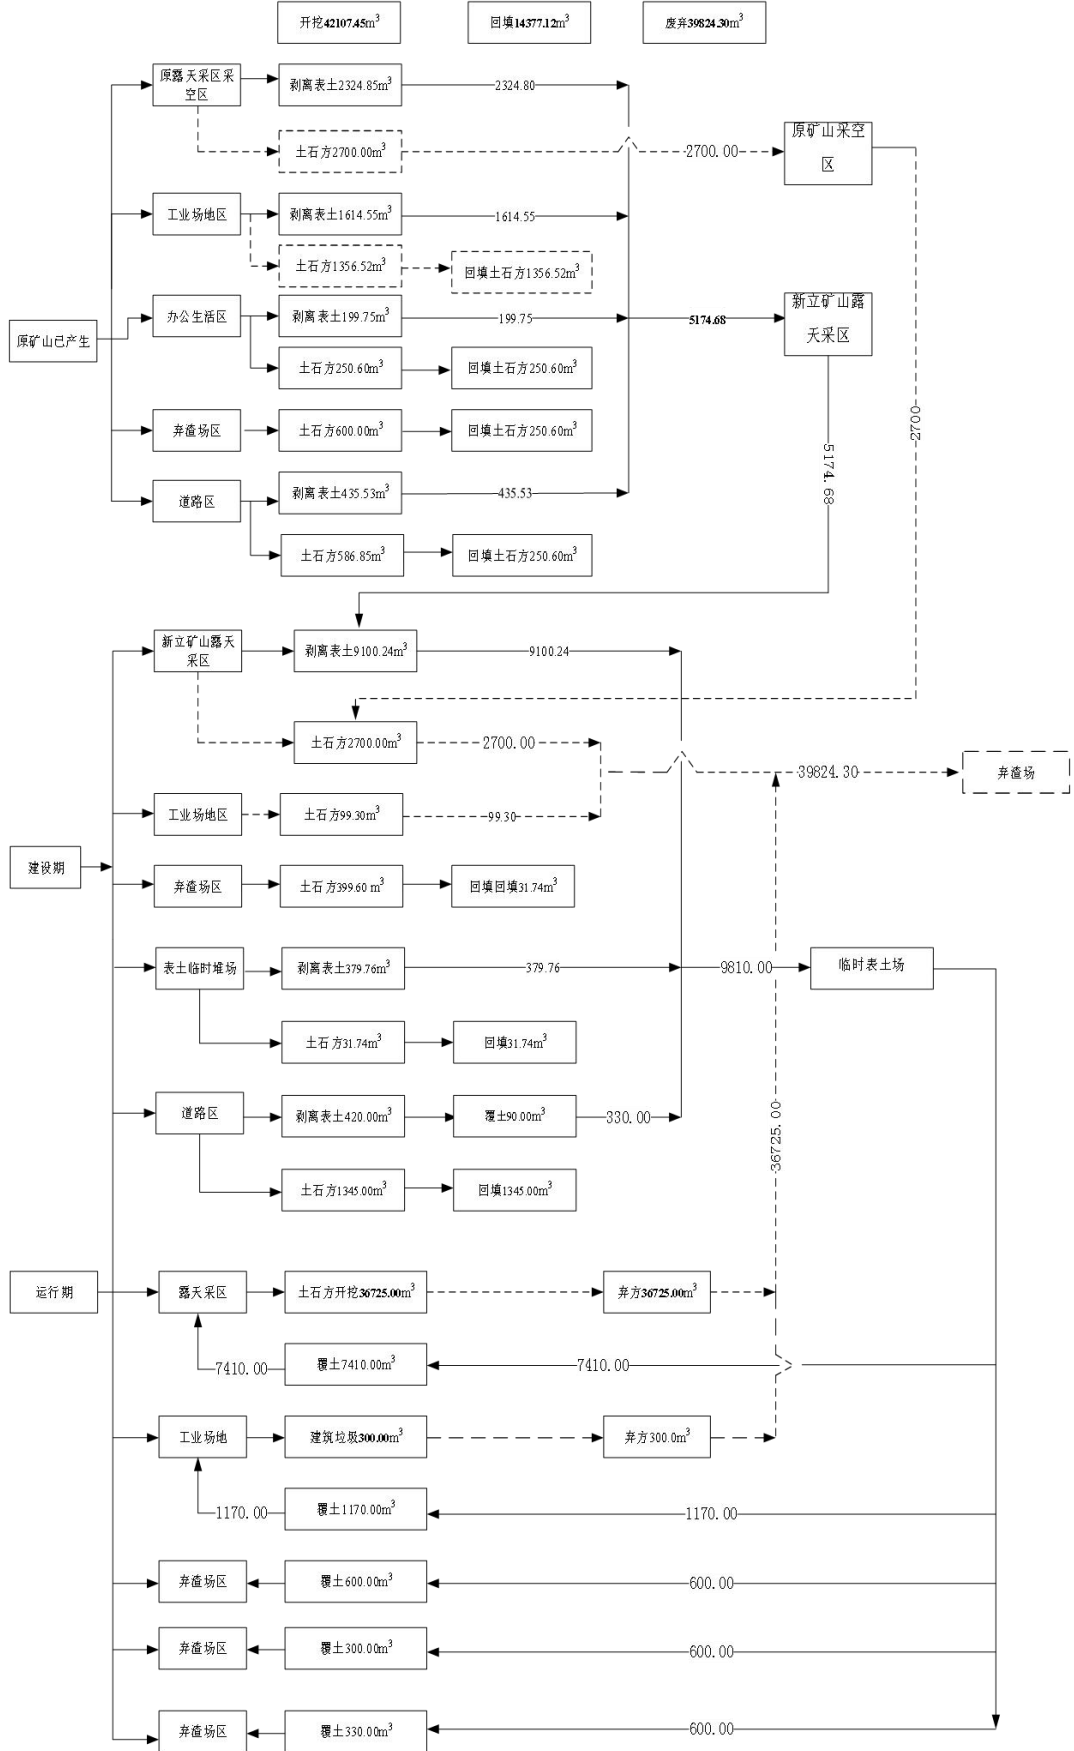 开挖42107.45m³
回填14377.12m³
废弃39824.30m³
原露天采区采
空区
剥离表土2324.85m³
2324.80
土石方2700.00m³
2700.00
原矿山采空
区
工业场地区
剥离表土1614.55m³
1614.55
土石方1356.52m³
回填土石方1356.52m³
原矿山已产生
办公生活区
剥离表土199.75m³
199.75
5174.68
新立矿山露
天采区
土石方250.60m³
回填土石方250.60m³
弃渣场区
土石方600.00m³
回填土石方250.60m³
2700
5174.68
道路区
剥离表土435.53m³
435.53
土石方586.85m³
回填土石方250.60m³
新立矿山露天
采区
剥离表土9100.24m³
9100.24
土石方2700.00m³
2700.00
39824.30
弃渣场
工业场地区
土石方99.30m³
99.30
建设期
弃渣场区
土石方399.60 m³
回填回填31.74m³
表土临时堆场
剥离表土379.76m³
379.76
9810.00
临时表土场
土石方31.74m³
回填31.74m³
道路区
剥离表土420.00m³
覆土90.00m³
330.00
36725.00
土石方1345.00m³
回填1345.00m³
运行期
露天采区
土石方开挖36725.00m³
弃方36725.00m³
7410.00
覆土7410.00m³
7410.00
工业场地
建筑垃圾300.00m³
弃方300.0m³
1170.00
覆土1170.00m³
1170.00
弃渣场区
覆土600.00m³
600.00
弃渣场区
覆土300.00m³
600.00
弃渣场区
覆土330.00m³
600.00